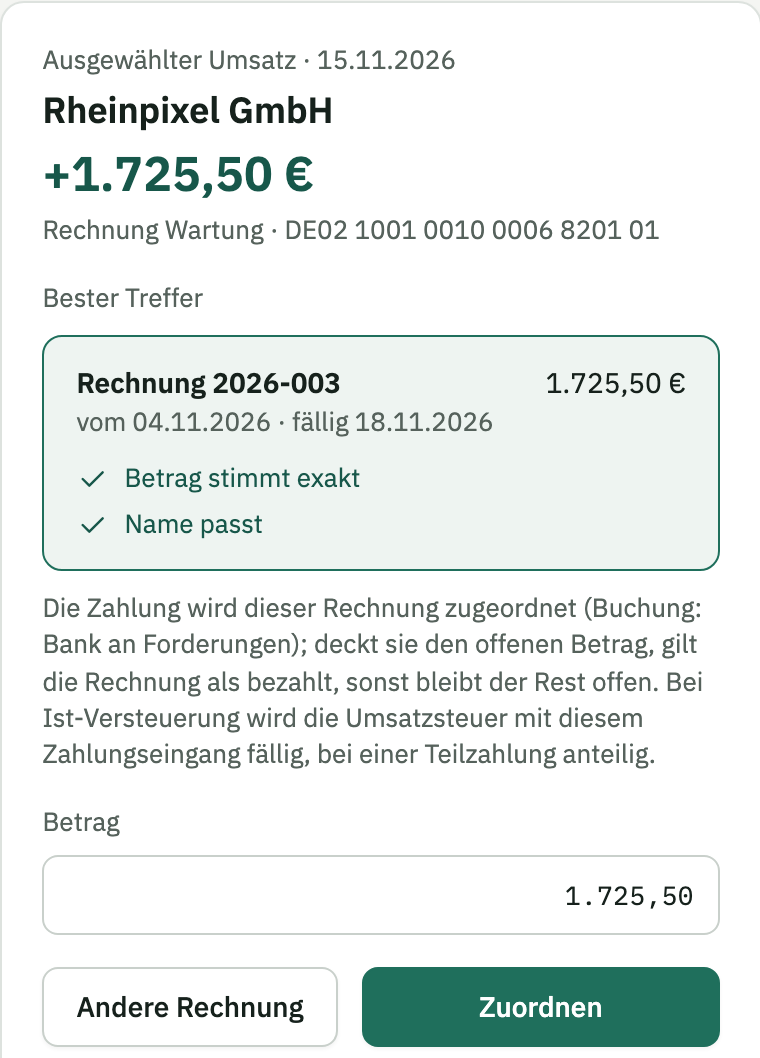 Ausgewählter Umsatz · 15.11.2026
Rheinpixel GmbH
+1.725,50 €
Rechnung Wartung · DE02 1001 0010 0006 8201 01
Bester Treffer
Rechnung 2026-003 1.725,50 €
vom 04.11.2026 · fällig 18.11.2026
Betrag stimmt exakt
Name passt
Die Zahlung wird dieser Rechnung zugeordnet (Buchung:
Bank an Forderungen); deckt sie den offenen Betrag, gilt
die Rechnung als bezahlt, sonst bleibt der Rest offen. Bei
Ist-Versteuerung wird die Umsatzsteuer mit diesem
Zahlungseingang fällig, bei einer Teilzahlung anteilig.
Betrag
1.725,50
Andere Rechnung Zuordnen